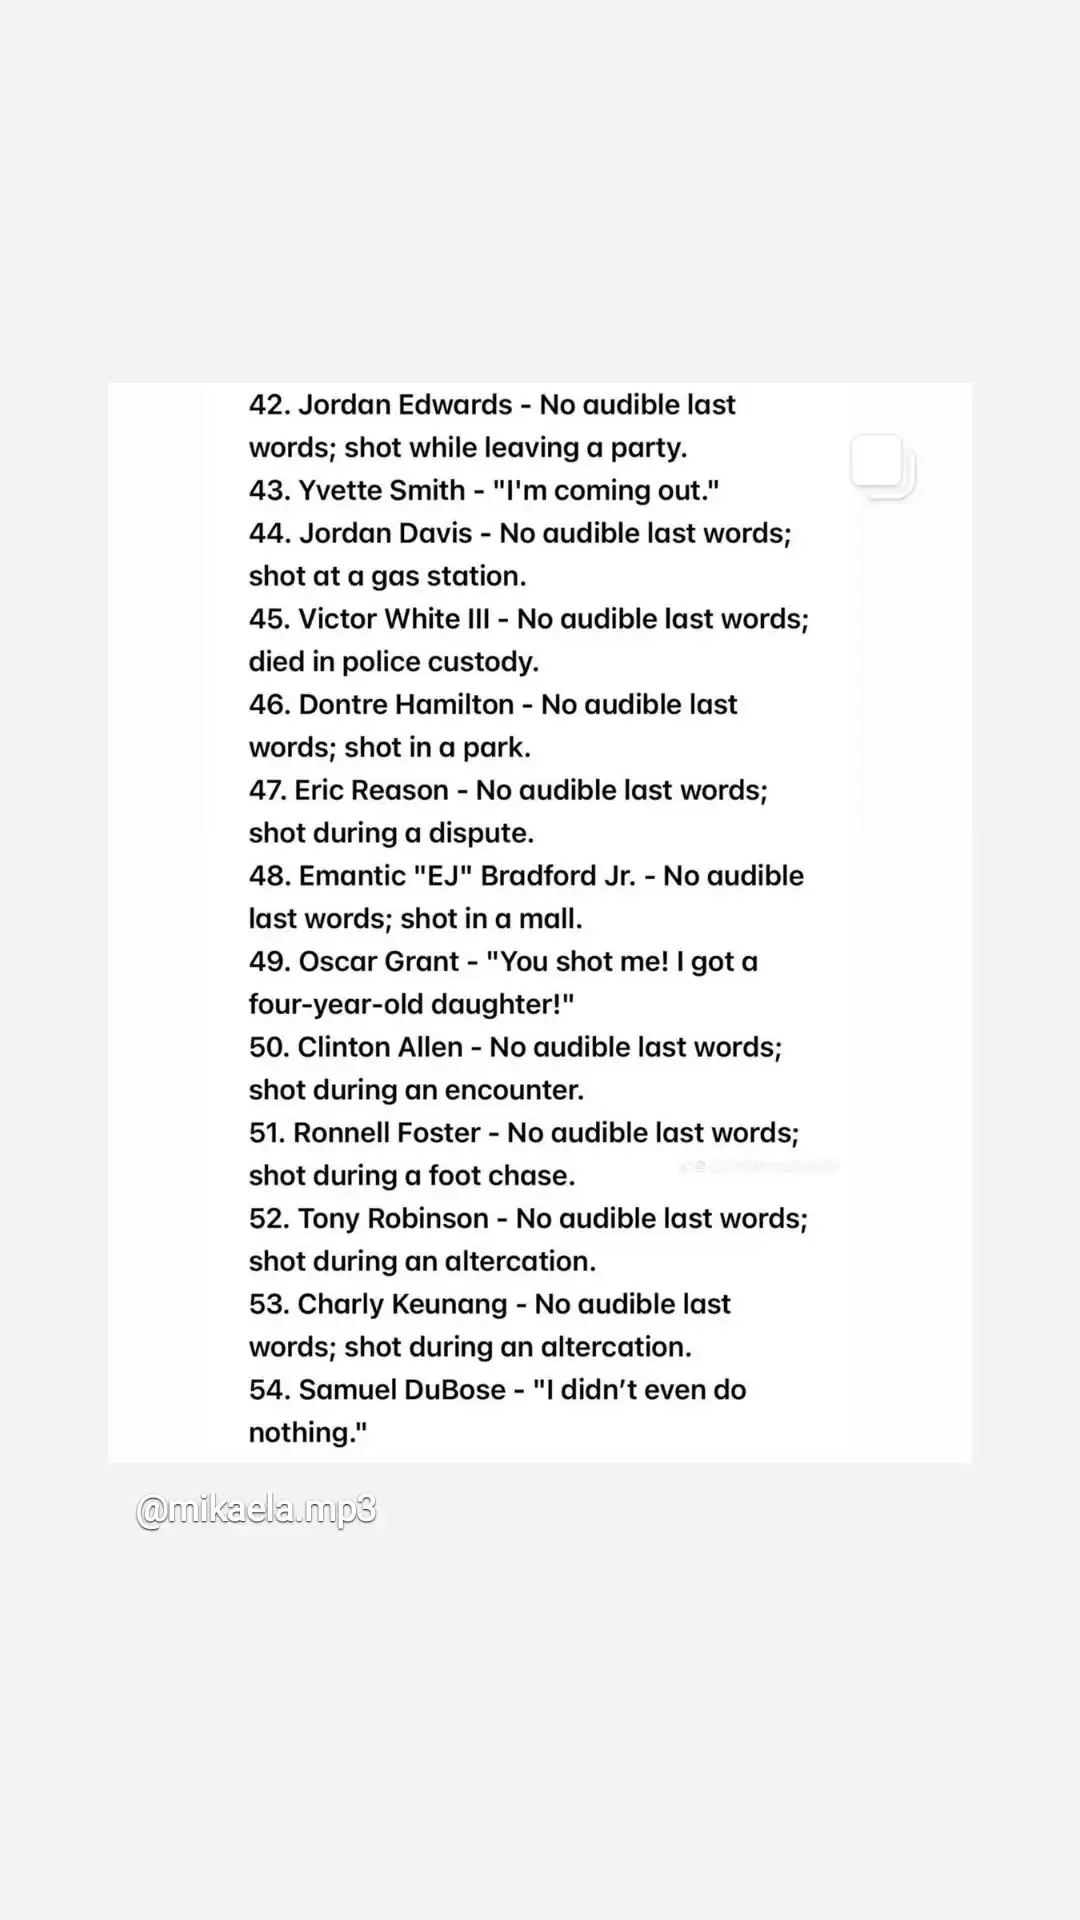 42. Jordan Edwards - No audible last
words; shot while leaving a party.
43. Yvette Smith - "I'm coming out."
44. Jordan Davis - No audible last words;
shot at a gas station.
45. Victor White III - No audible last words;
died in police custody.
46. Dontre Hamilton - No audible last
words; shot in a park.
47. Eric Reason - No audible last words;
shot during a dispute.
48. Emantic "EJ" Bradford Jr. - No audible
last words; shot in a mall.
49. Oscar Grant - "You shot me! I got a
four-year-old daughter!"
50. Clinton Allen - No audible last words;
shot during an encounter.
51. Ronnell Foster - No audible last words;
shot during a foot chase.
52. Tony Robinson - No audible last words;
shot during an altercation.
53. Charly Keunang - No audible last
words; shot during an altercation.
54. Samuel DuBose - "I didn’t even do
nothing."
@mikaela.mp3